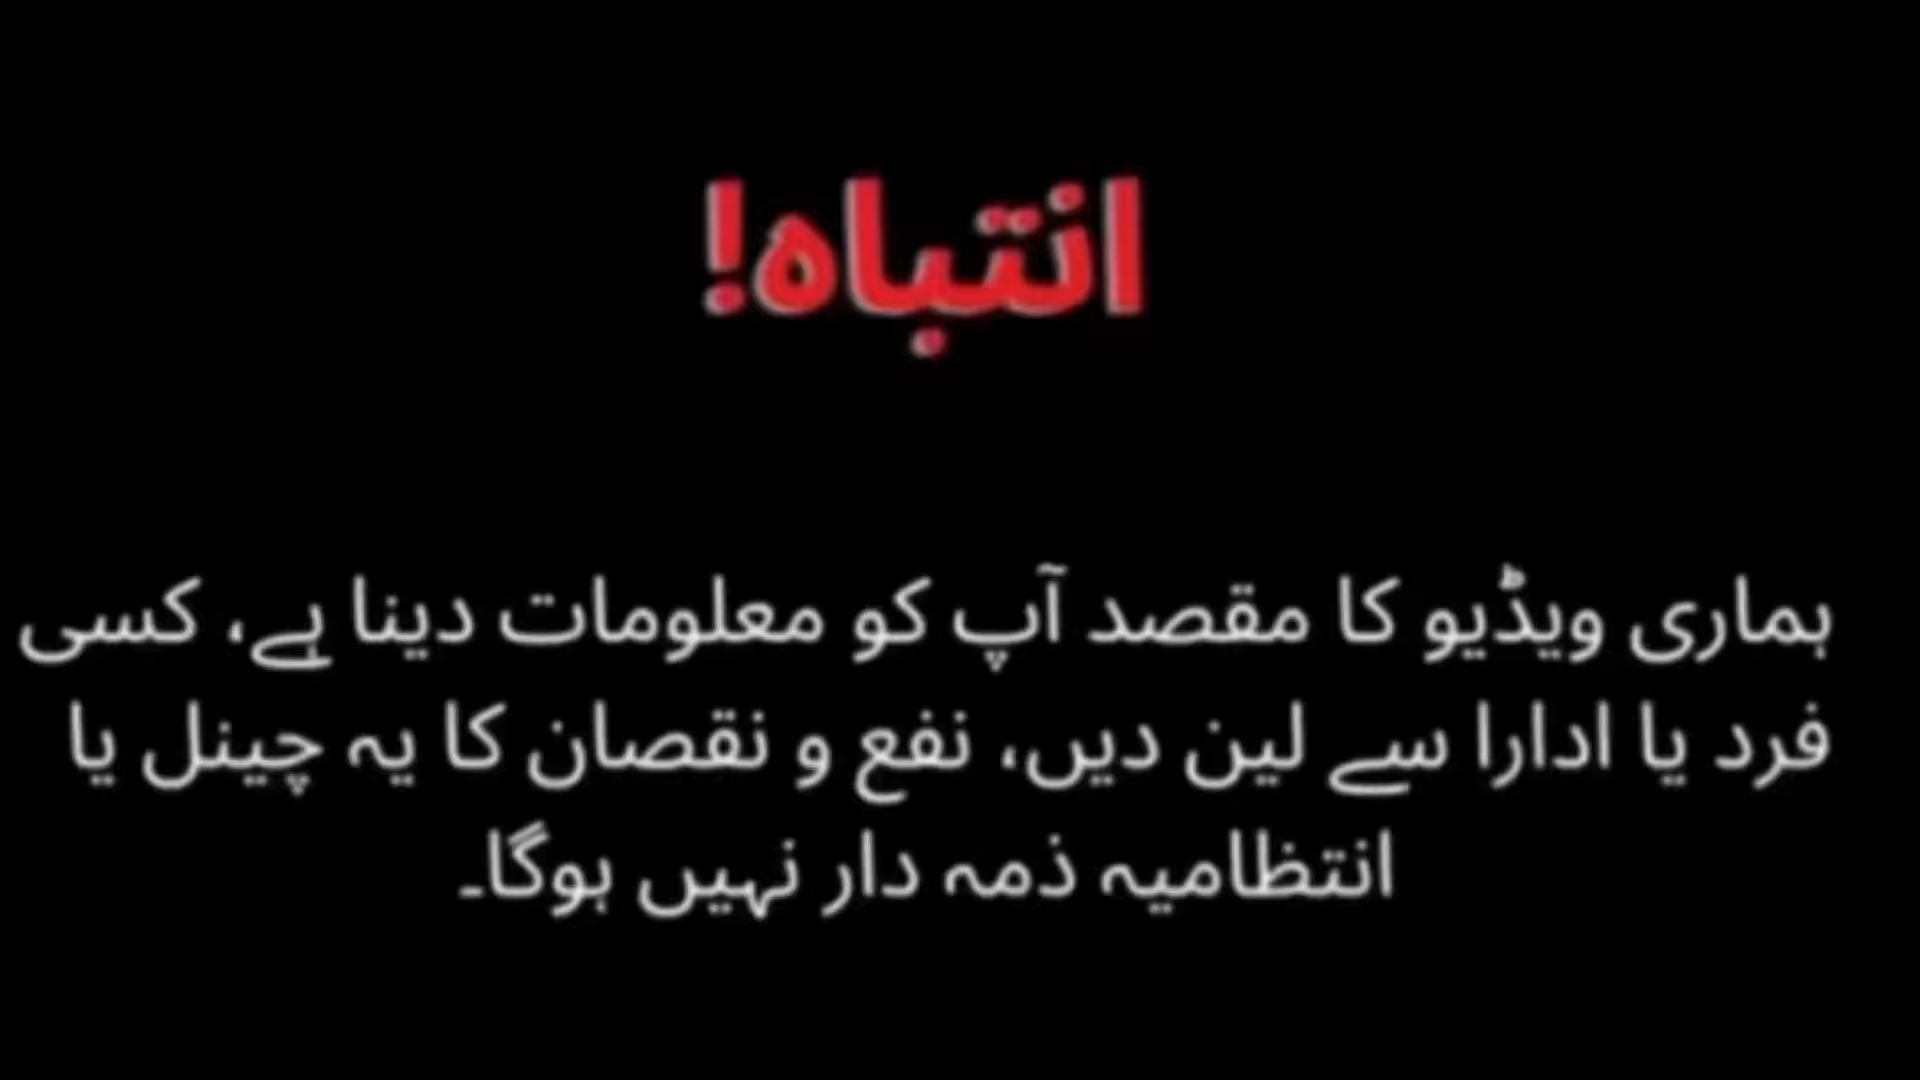 انتباہ!
ہماری ویڈیو کا مقصد آپ کو معلومات دینا ہے، کسی
فرد یا ادارا سے لین دیں، نفع و نقصان کا یہ چینل یا
انتظامیہ ذمہ دار نہیں ہوگا۔